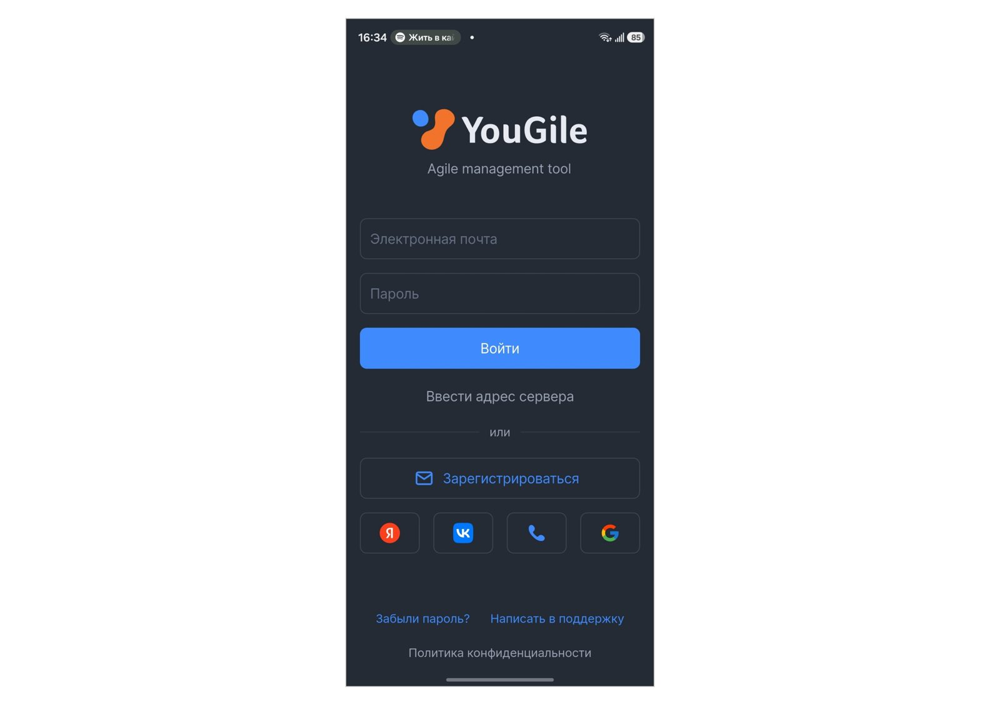 16:34 Жить в ка 85
YouGile
Agile management tool
Электронная почта
Пароль
Войти
Ввести адрес сервера
или
Зарегистрироваться
Я VK G
Забыли пароль? Написать в поддержку
Политика конфиденциальности